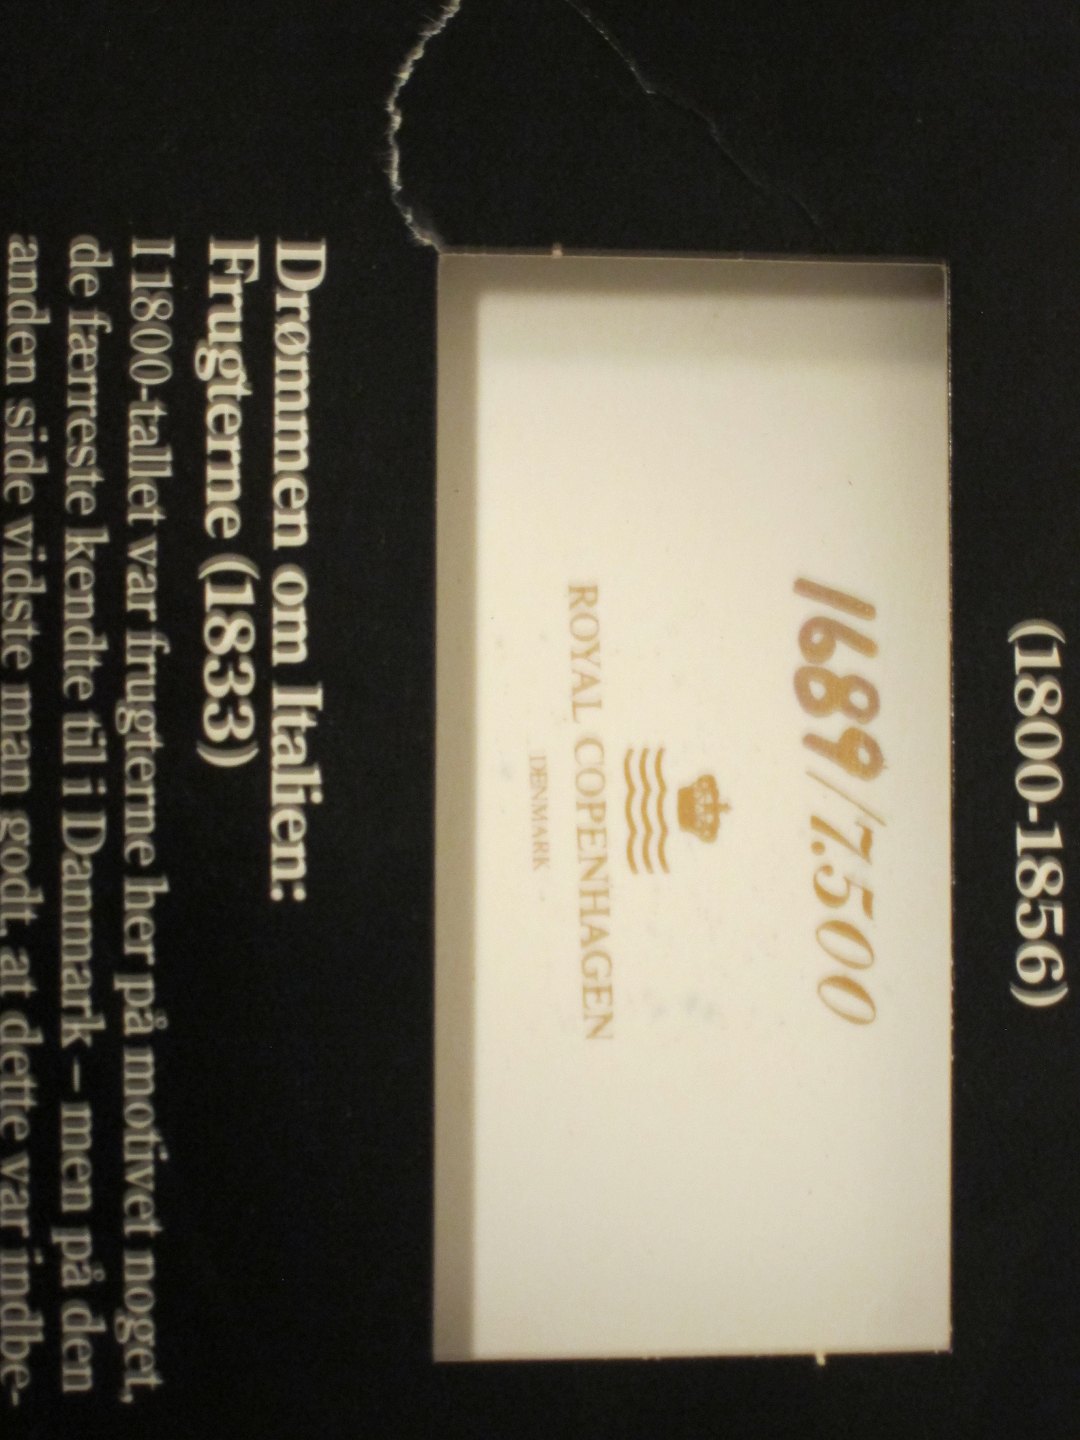 (1800-1856)
1689/7.500
ROYAL COPENHAGEN
DENMARK
Drømmen om Italien:
Frugterne (1833)
I 1800-tallet var frugterne her på motivet noget,
de færreste kendte til i Danmark – men på den
anden side vidste man godt, at dette var indbe-